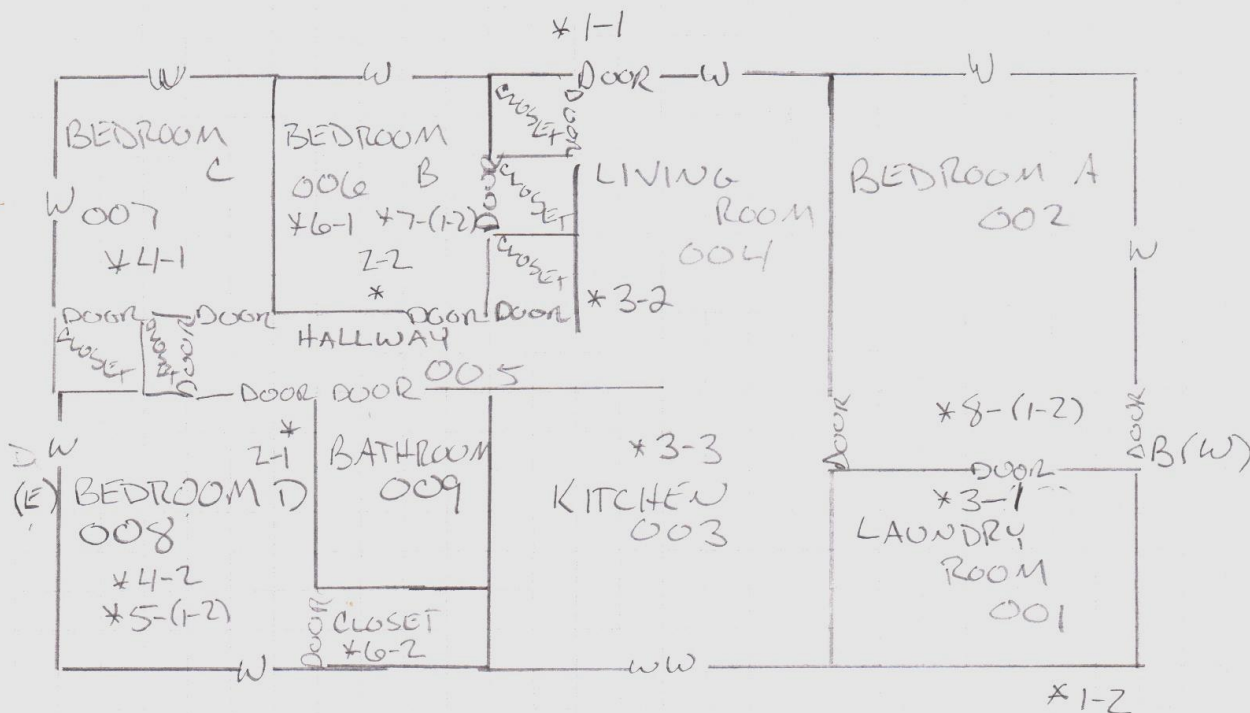 *1-1
W
W
DOOR
W
W
BEDROOM
C
W
007
*4-1
BEDROOM
006 B
*6-1 *7-(1-2)
2-2
*
CLOSET
DOOR
DOOR
CLOSET
CLOSET
LIVING
ROOM
004
*3-2
BEDROOM A
002
W
DOOR
DOOR
DOOR
DOOR
CLOSET
DOOR
HALLWAY
005
DOOR
DOOR
*8-(1-2)
DOOR
DOOR
B(W)
DOOR
D
(E)
W
2-1
*
BEDROOM D
008
*4-2
*5-(1-2)
BATHROOM
009
*3-3
KITCHEN
003
DOOR
*3-1
LAUNDRY
ROOM
001
DOOR
CLOSET
*6-2
W
WW
*1-2